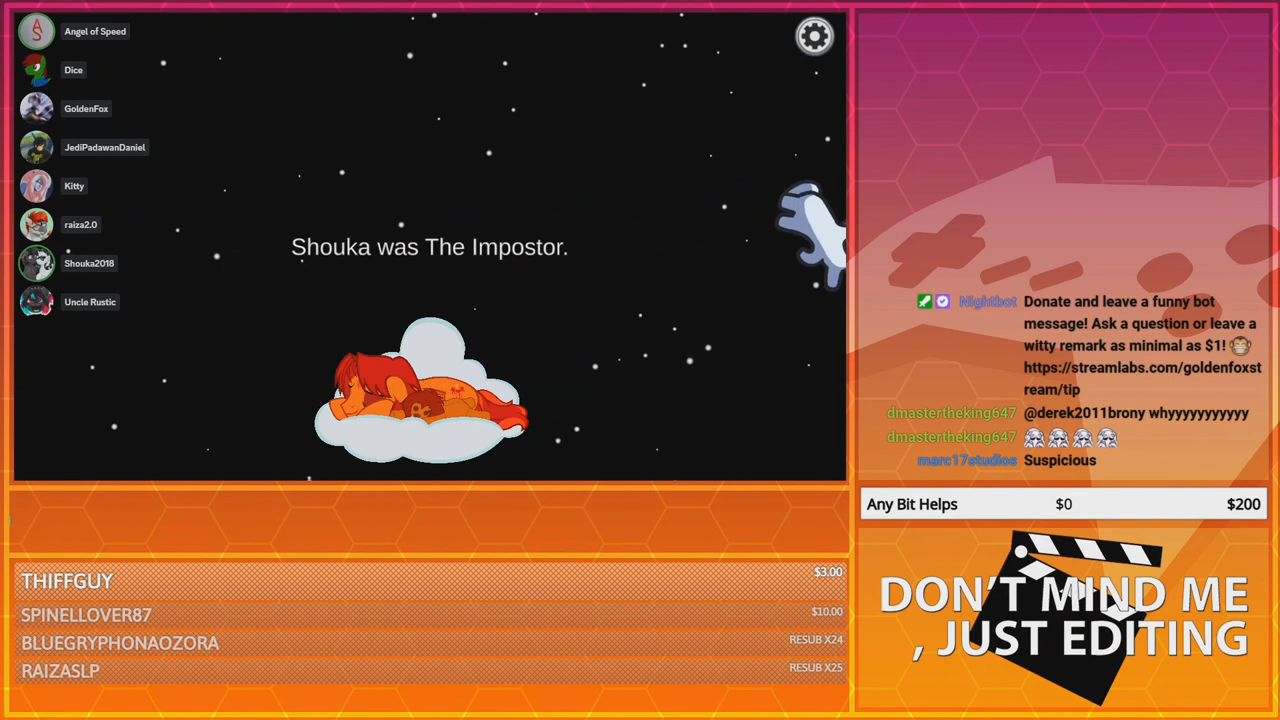 Angel of Speed
Dice
GoldenFox
JediPadawanDaniel
Kitty
raiza2.0
Shouka2018
Uncle Rustic
Shouka was The Impostor.
Nightbot Donate and leave a funny bot
message! Ask a question or leave a
witty remark as minimal as $1!
https://streamlabs.com/goldenfoxst
ream/tip
dmastertheking647 @derek2011brony whyyyyyyyyyy
dmastertheking647
marc17studios Suspicious
Any Bit Helps $0 $200
THIFFGUY $3.00
SPINELLOVER87 $10.00
BLUEGRYPHONAOZORA RESUB X24
RAIZASLP RESUB X25
DON'T MIND ME
, JUST EDITING